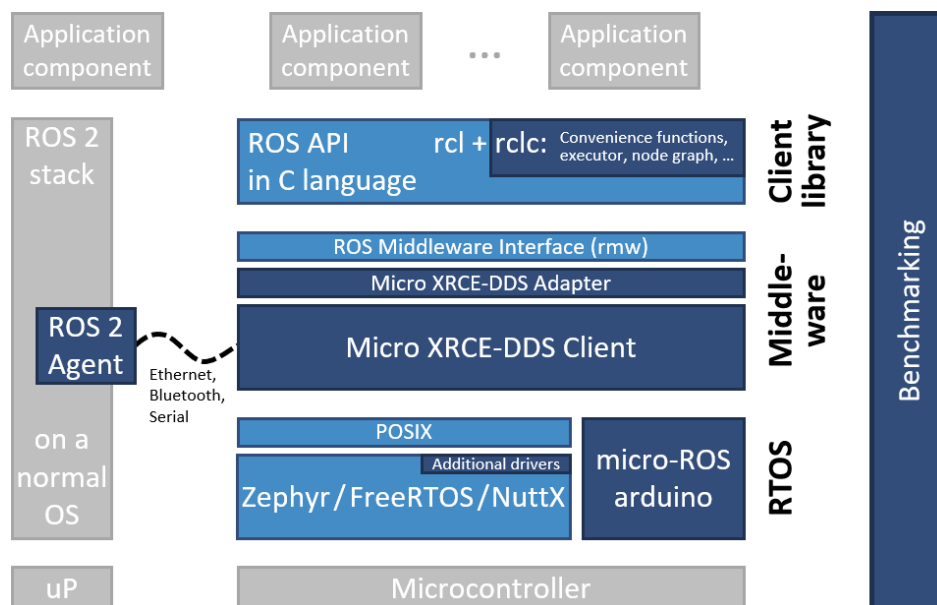 Application
component
Application
component
...
Application
component
ROS 2
stack
ROS 2
Agent
on a
normal
OS
uP
Ethernet,
Bluetooth,
Serial
ROS API
in C language
rcl + rclc:
Convenience functions,
executor, node graph, ...
Client
library
ROS Middleware Interface (rmw)
Micro XRCE-DDS Adapter
Micro XRCE-DDS Client
Middle-
ware
POSIX
Additional drivers
Zephyr/FreeRTOS/NuttX
micro-ROS
arduino
RTOS
Microcontroller
Benchmarking